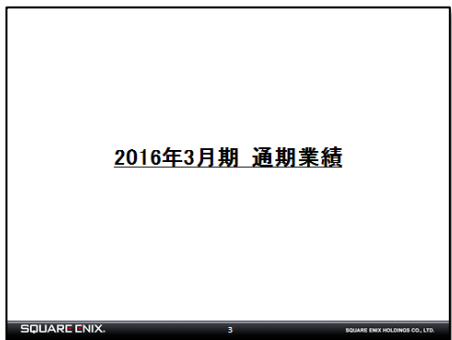 2016年3月期 通期業績
SQUARE ENIX.
3
SQUARE ENIX HOLDINGS CO., LTD.